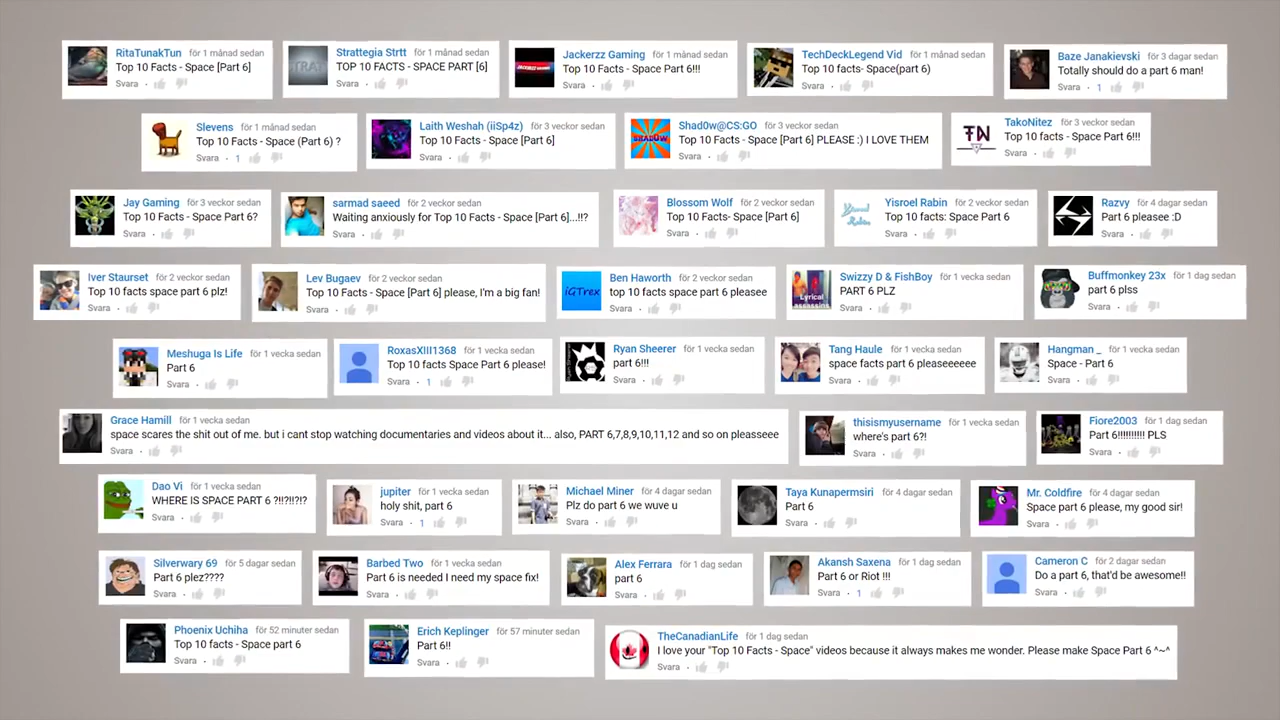 RitaTunakTun för 1 månad sedan
Top 10 Facts - Space [Part 6]
Svara
Strattegia Strtt för 1 månad sedan
TOP 10 FACTS - SPACE PART [6]
Svara
Jackerzz Gaming för 1 månad sedan
Top 10 Facts - Space Part 6!!!
Svara
TechDeckLegend Vid för 1 månad sedan
Top 10 facts- Space(part 6)
Svara
Baze Janakievski för 3 dagar sedan
Totally should do a part 6 man!
Svara · 1
Slevens för 1 månad sedan
Top 10 Facts - Space (Part 6) ?
Svara · 1
Laith Weshah (iiSp4z) för 3 veckor sedan
Top 10 Facts - Space [Part 6]
Svara
SHAD0W
Shad0w@CS:GO för 3 veckor sedan
Top 10 Facts - Space [Part 6] PLEASE :) I LOVE THEM
Svara
TN
TakoNitez för 3 veckor sedan
Top 10 facts - Space Part 6!!!
Svara
Jay Gaming för 3 veckor sedan
Top 10 Facts - Space Part 6?
Svara
sarmad saeed för 2 veckor sedan
Waiting anxiously for Top 10 Facts - Space [Part 6]...!!?
Svara
Blossom Wolf för 2 veckor sedan
Top 10 Facts- Space [Part 6]
Svara
Yisroel Rabin för 2 veckor sedan
Top 10 facts: Space Part 6
Svara
Razvy för 4 dagar sedan
Part 6 pleasee :D
Svara
Iver Staurset för 2 veckor sedan
Top 10 facts space part 6 plz!
Svara
Lev Bugaev för 2 veckor sedan
Top 10 Facts - Space [Part 6] please, I'm a big fan!
Svara
iGTrex
Ben Haworth för 2 veckor sedan
top 10 facts space part 6 pleasee
Svara
Lyrical
assassins
Swizzy D & FishBoy för 1 vecka sedan
PART 6 PLZ
Svara
Buffmonkey 23x för 1 dag sedan
part 6 plss
Svara
Meshuga Is Life för 1 vecka sedan
Part 6
Svara
RoxasXIII1368 för 1 vecka sedan
Top 10 facts Space Part 6 please!
Svara · 1
Ryan Sheerer för 1 vecka sedan
part 6!!!
Svara
Tang Haule för 1 vecka sedan
space facts part 6 pleaseeeeee
Svara
Hangman _ för 1 vecka sedan
Space - Part 6
Svara
Grace Hamill för 1 vecka sedan
space scares the shit out of me. but i cant stop watching documentaries and videos about it... also, PART 6,7,8,9,10,11,12 and so on pleasseee
Svara
thisismyusername för 1 vecka sedan
where's part 6?!
Svara
Fiore2003 för 1 dag sedan
Part 6!!!!!!!!!! PLS
Svara
Dao Vi för 1 vecka sedan
WHERE IS SPACE PART 6 ?!!?!!?!?
Svara
jupiter för 1 vecka sedan
holy shit, part 6
Svara · 1
Michael Miner för 4 dagar sedan
Plz do part 6 we wuve u
Svara
Taya Kunapermsiri för 4 dagar sedan
Part 6
Svara
Mr. Coldfire för 4 dagar sedan
Space part 6 please, my good sir!
Svara
Silverwary 69 för 5 dagar sedan
Part 6 plez????
Svara
Barbed Two för 1 vecka sedan
Part 6 is needed I need my space fix!
Svara
Alex Ferrara för 1 dag sedan
part 6
Svara
Akansh Saxena för 1 dag sedan
Part 6 or Riot !!!
Svara · 1
Cameron C för 2 dagar sedan
Do a part 6, that'd be awesome!!
Svara
Phoenix Uchiha för 52 minuter sedan
Top 10 facts - Space part 6
Svara
Erich Keplinger för 57 minuter sedan
Part 6!!
Svara
TheCanadianLife för 1 dag sedan
I love your "Top 10 Facts - Space" videos because it always makes me wonder. Please make Space Part 6 ^~^
Svara